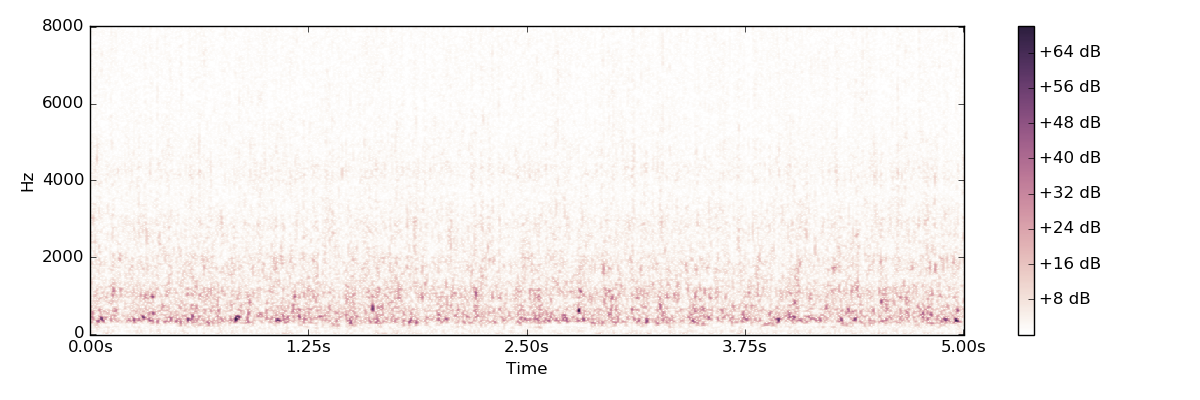 8000
6000
4000
2000
0
Hz
0.00s 1.25s 2.50s 3.75s 5.00s
Time
+64 dB
+56 dB
+48 dB
+40 dB
+32 dB
+24 dB
+16 dB
+8 dB